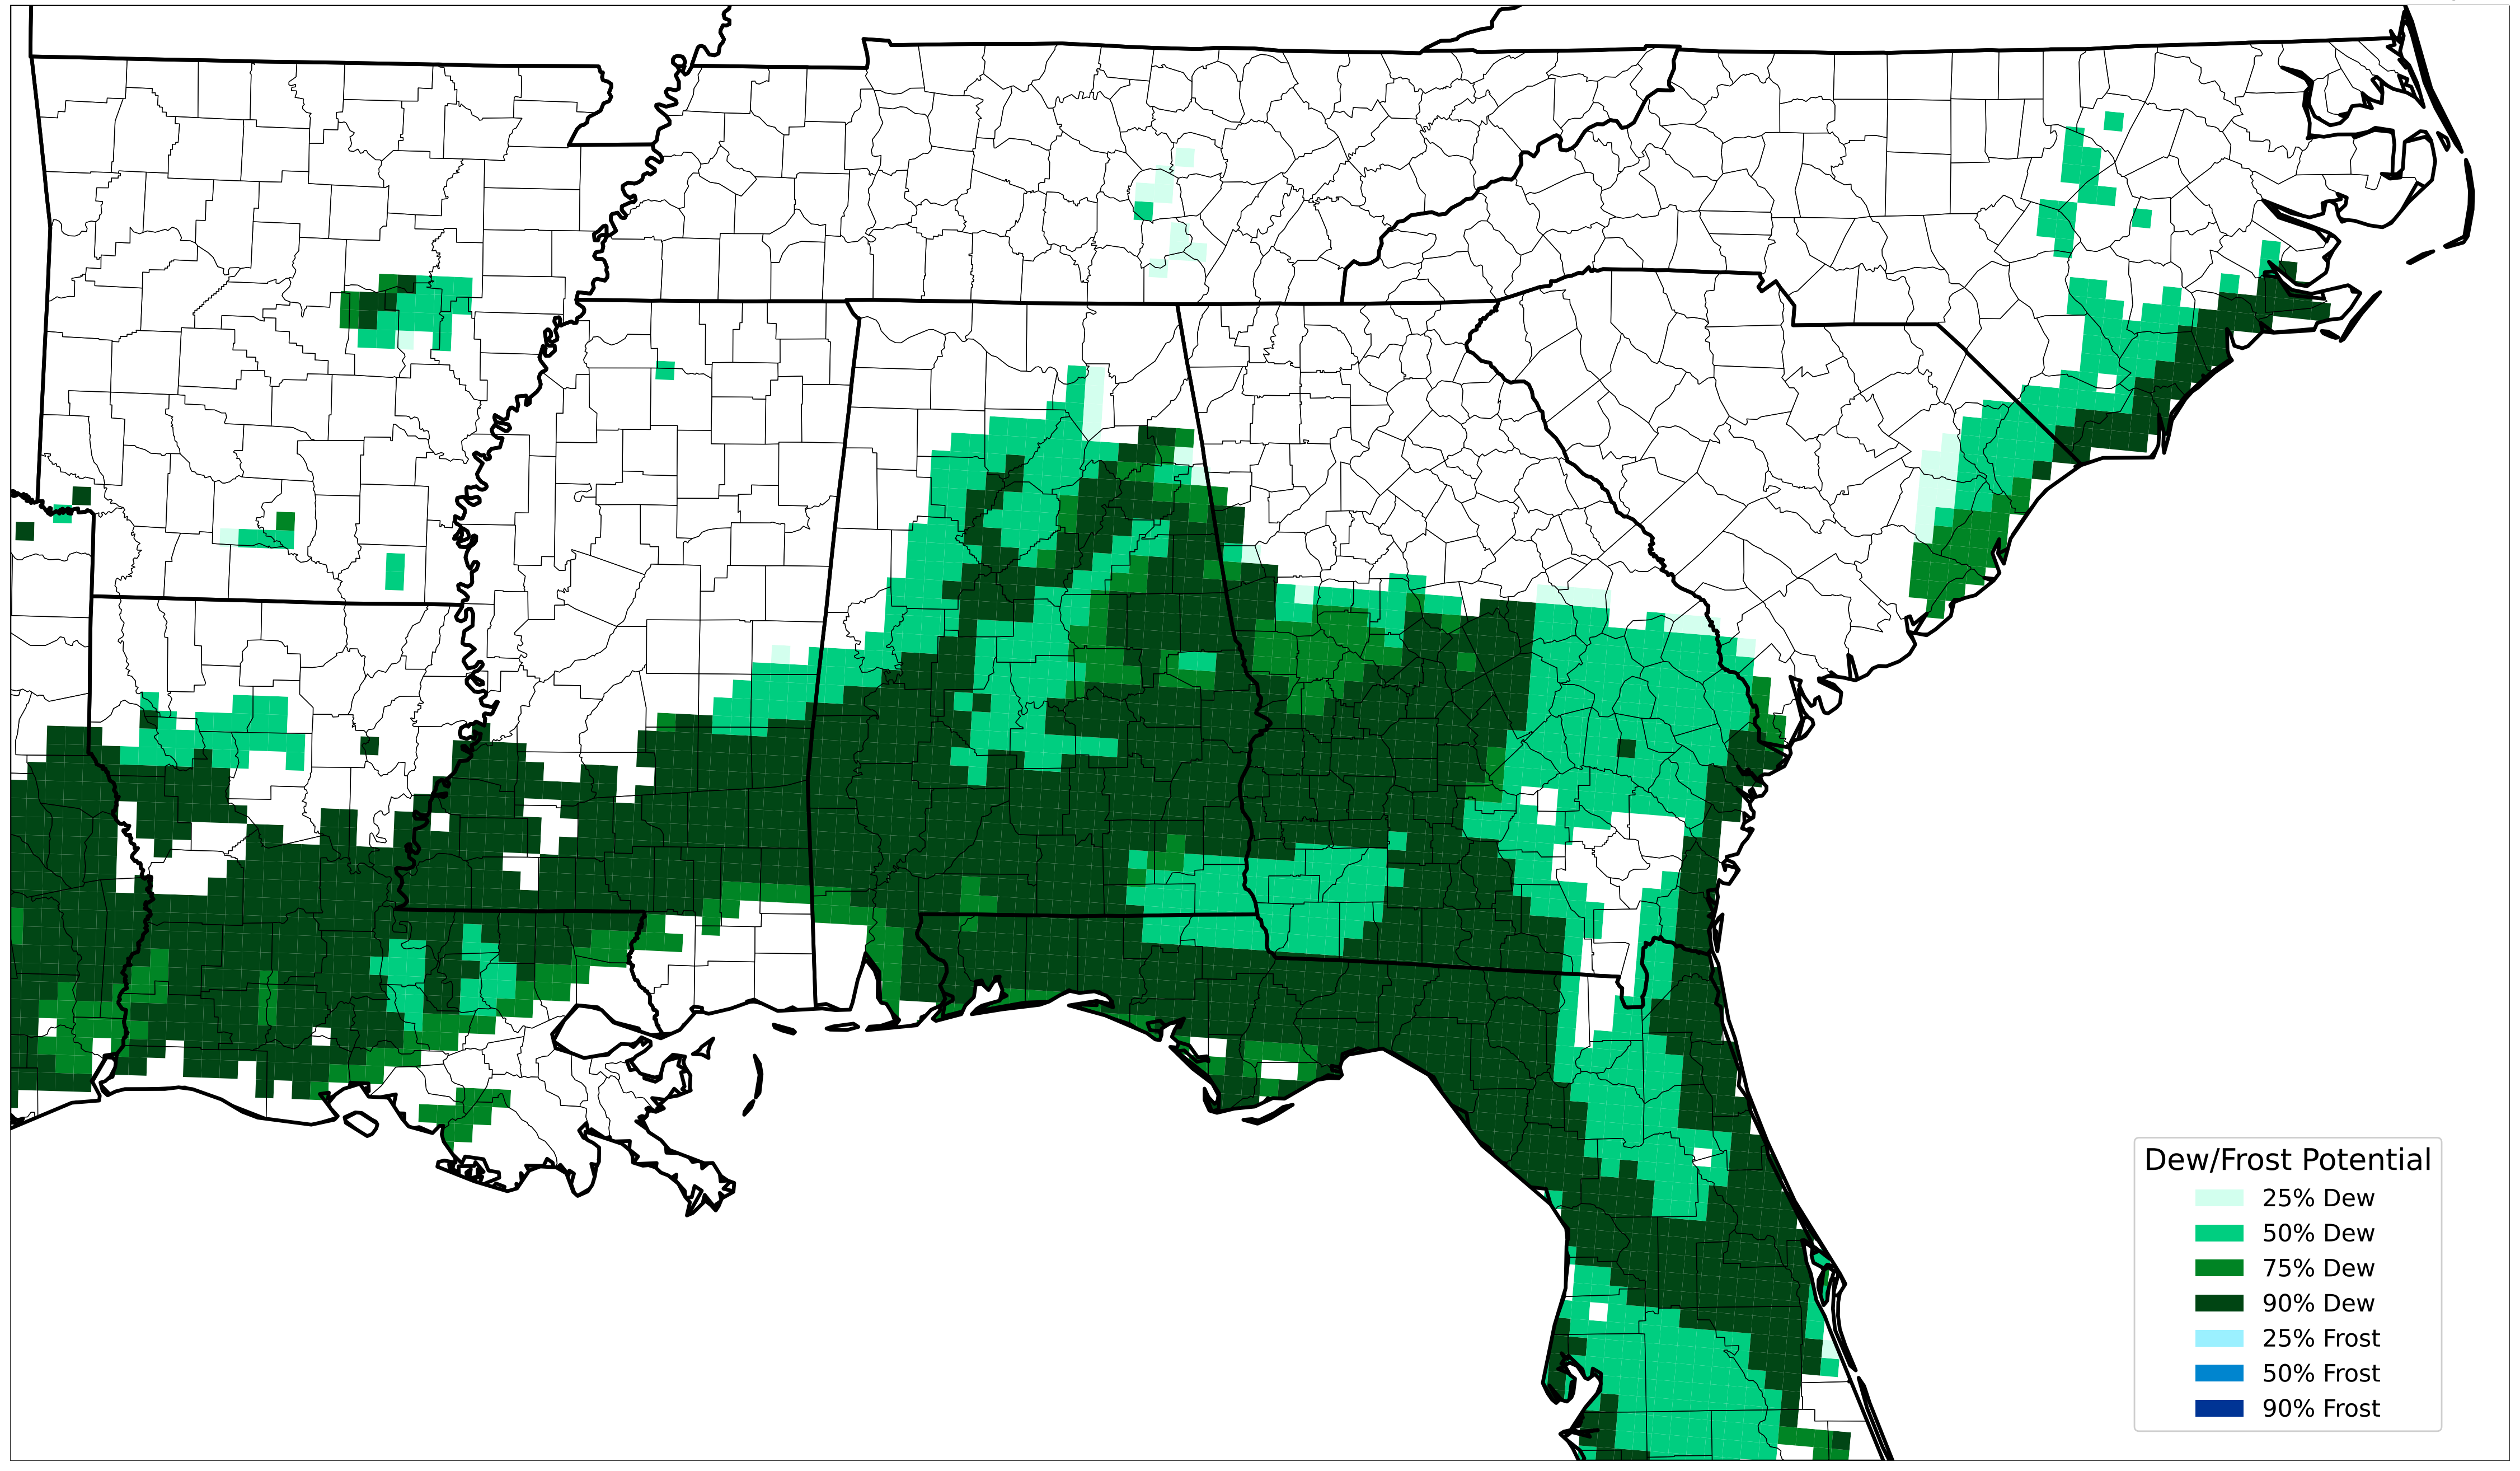 Dew/Frost Potential
25% Dew
50% Dew
75% Dew
90% Dew
25% Frost
50% Frost
90% Frost